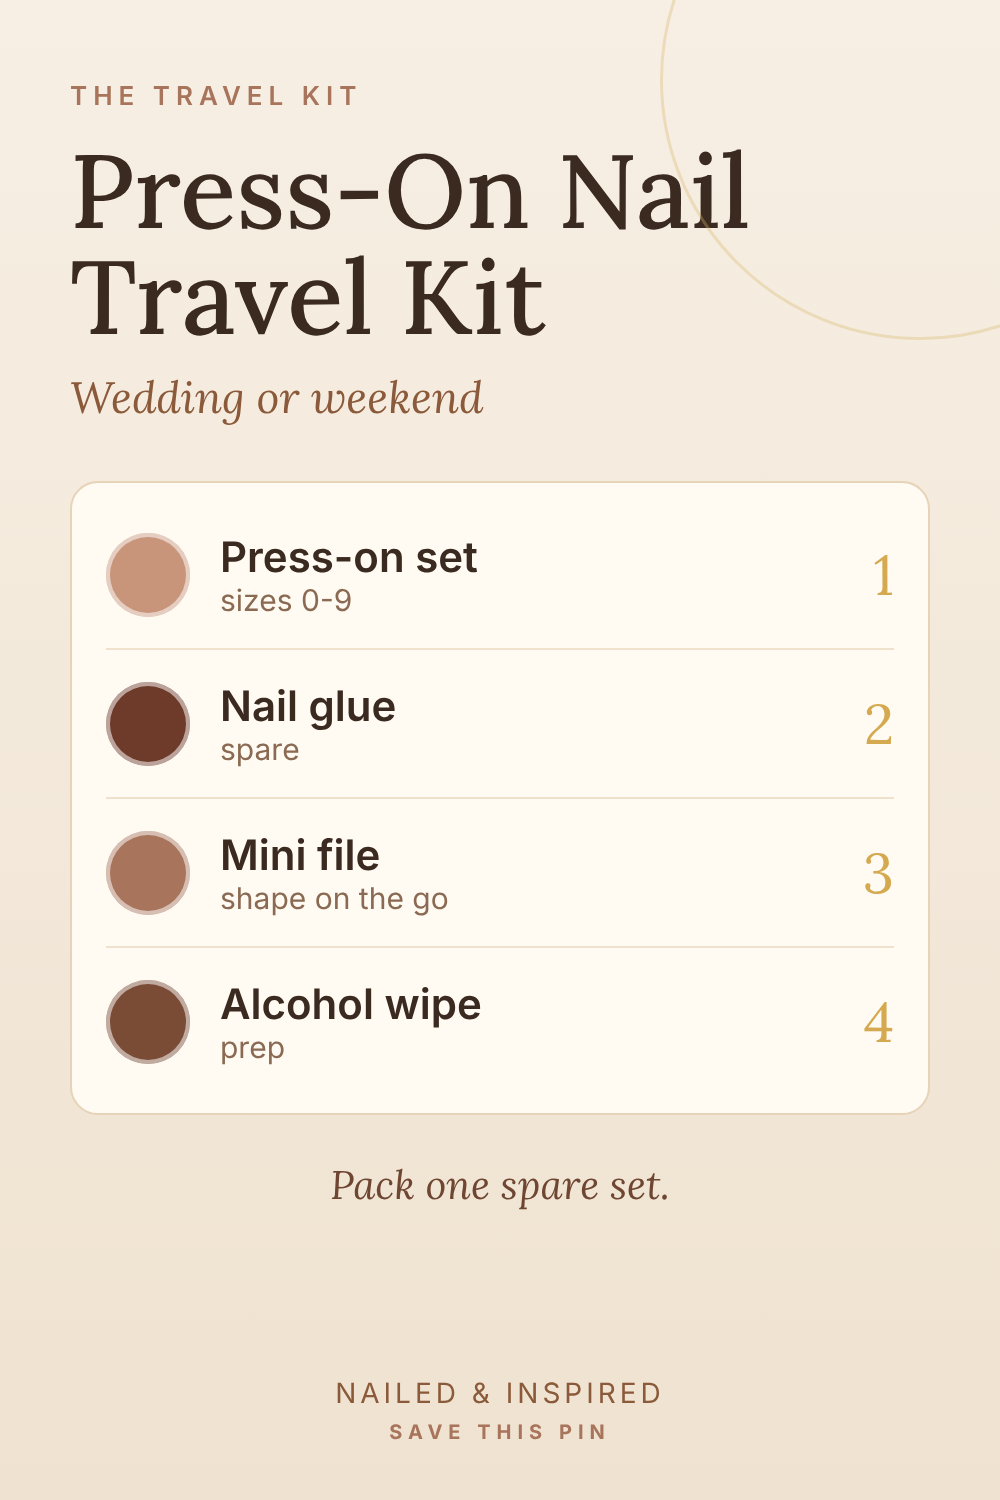 THE TRAVEL KIT
Press-On Nail
Travel Kit
Wedding or weekend
Press-on set
sizes 0-9
1
Nail glue
spare
2
Mini file
shape on the go
3
Alcohol wipe
prep
4
Pack one spare set.
NAILED & INSPIRED
SAVE THIS PIN